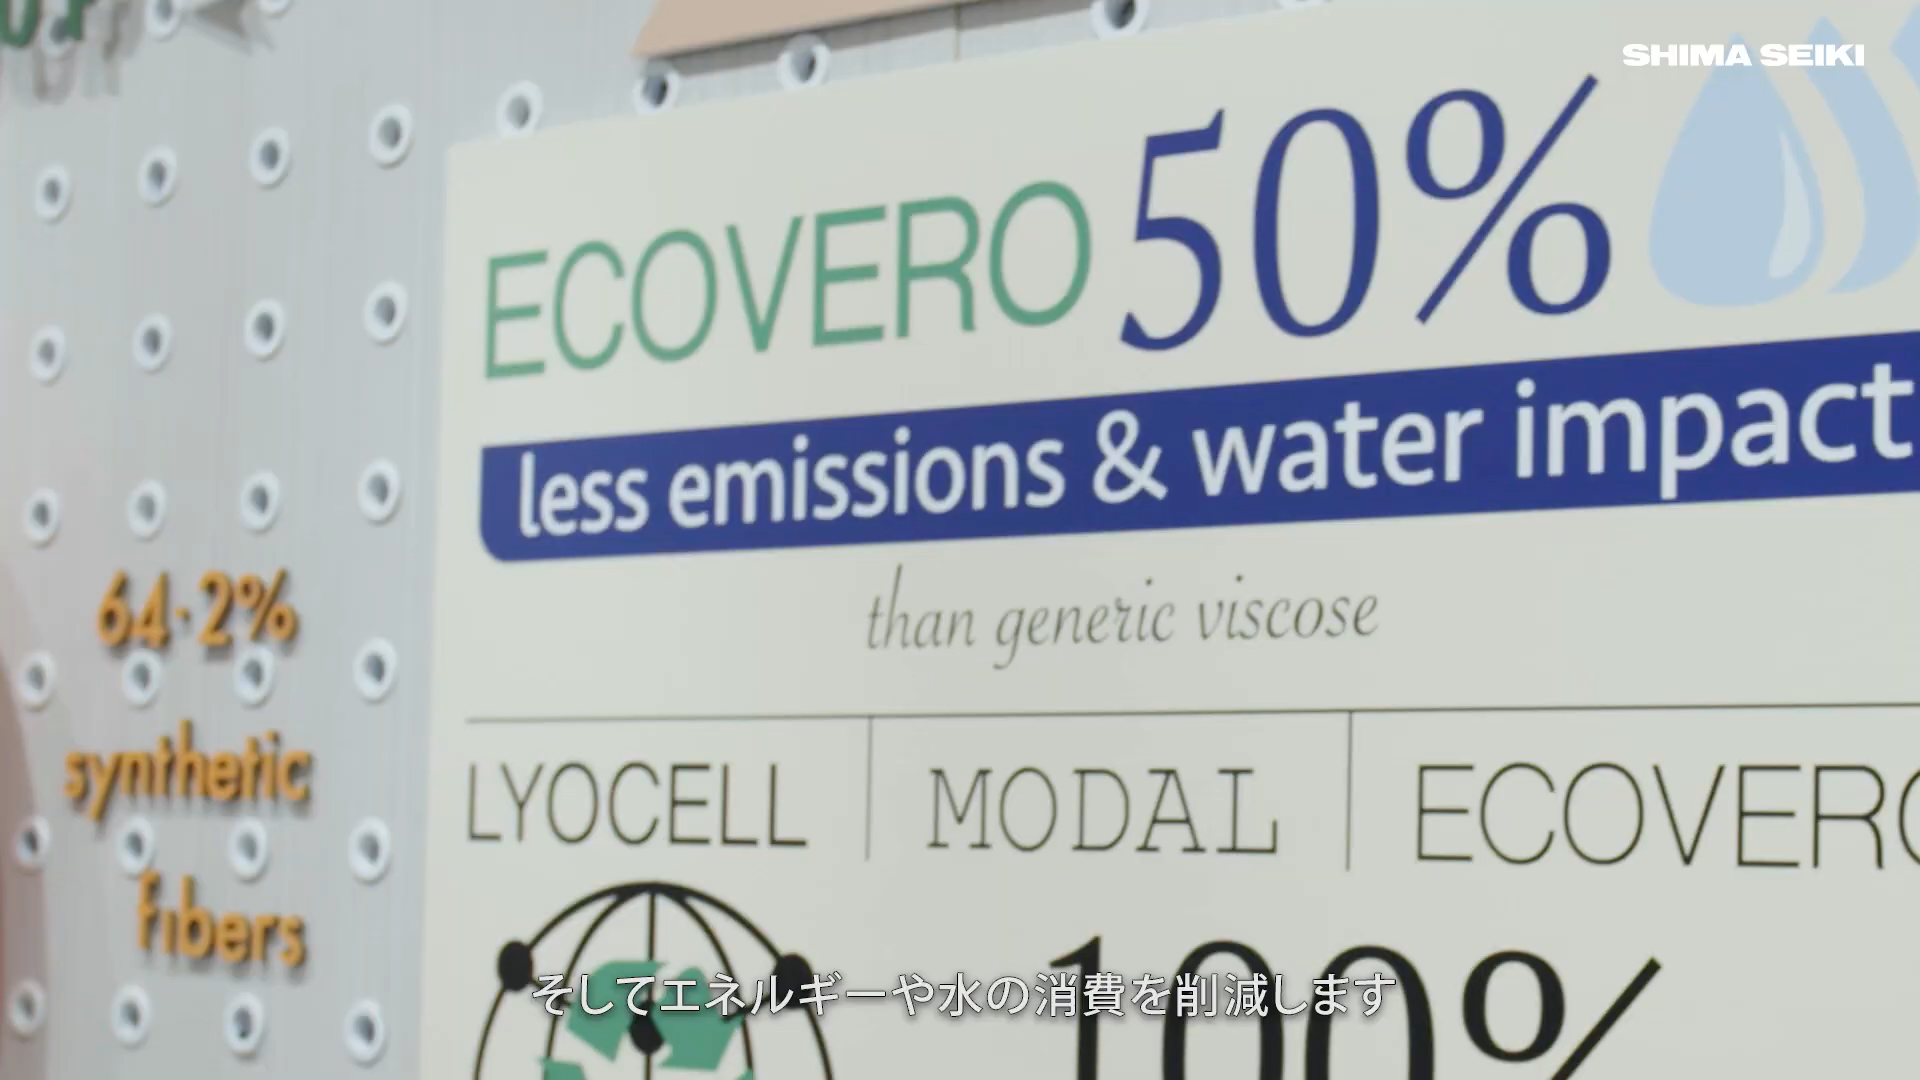 SHIMA SEIKI
ECOVERO 50%
less emissions & water impact
than generic viscose
64.2%
synthetic
fibers
LYOCELL
MODAL
ECOVERO
100%
そしてエネルギーや水の消費を削減します